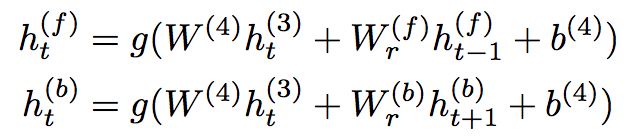 h_t^{(f)} = g(W^{(4)}h_t^{(3)} + W_r^{(f)}h_{t-1}^{(f)} + b^{(4)})
h_t^{(b)} = g(W^{(4)}h_t^{(3)} + W_r^{(b)}h_{t+1}^{(b)} + b^{(4)})